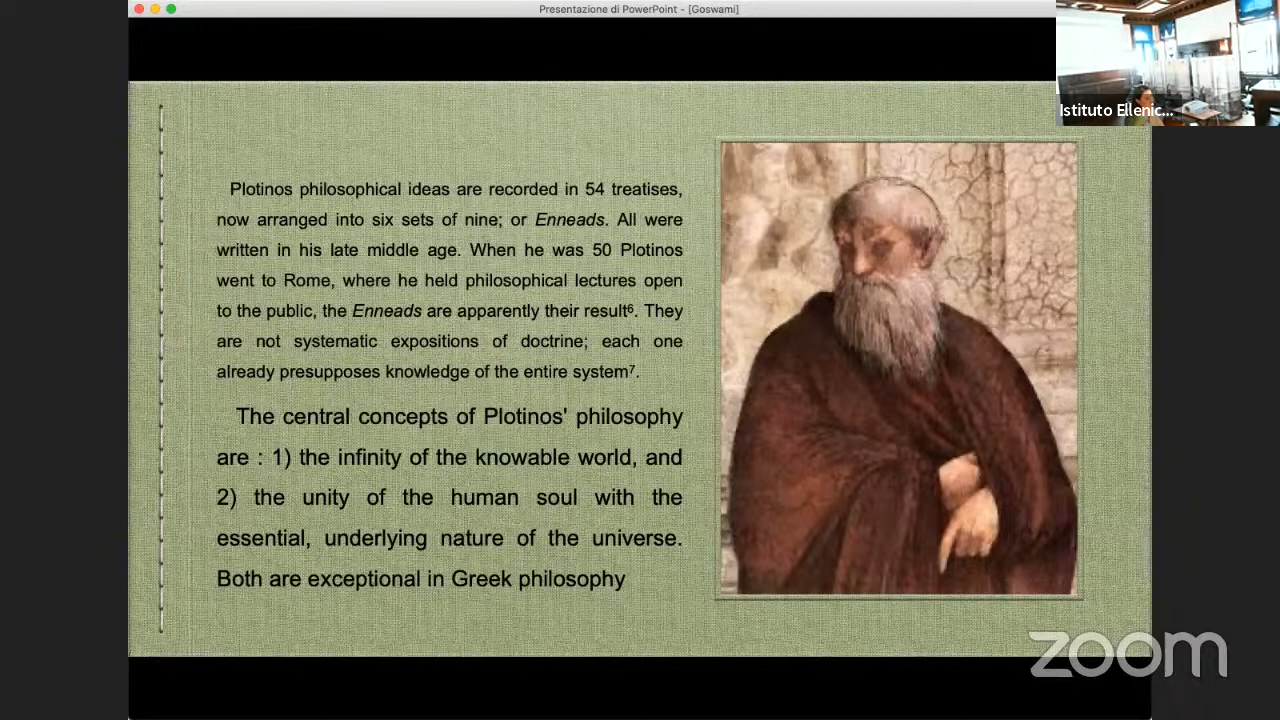 Presentazione di PowerPoint - [Goswami]
Istituto Ellenic...
Plotinos philosophical ideas are recorded in 54 treatises,
now arranged into six sets of nine; or Enneads. All were
written in his late middle age. When he was 50 Plotinos
went to Rome, where he held philosophical lectures open
to the public, the Enneads are apparently their result⁶. They
are not systematic expositions of doctrine; each one
already presupposes knowledge of the entire system⁷.
The central concepts of Plotinos' philosophy
are : 1) the infinity of the knowable world, and
2) the unity of the human soul with the
essential, underlying nature of the universe.
Both are exceptional in Greek philosophy
zoom